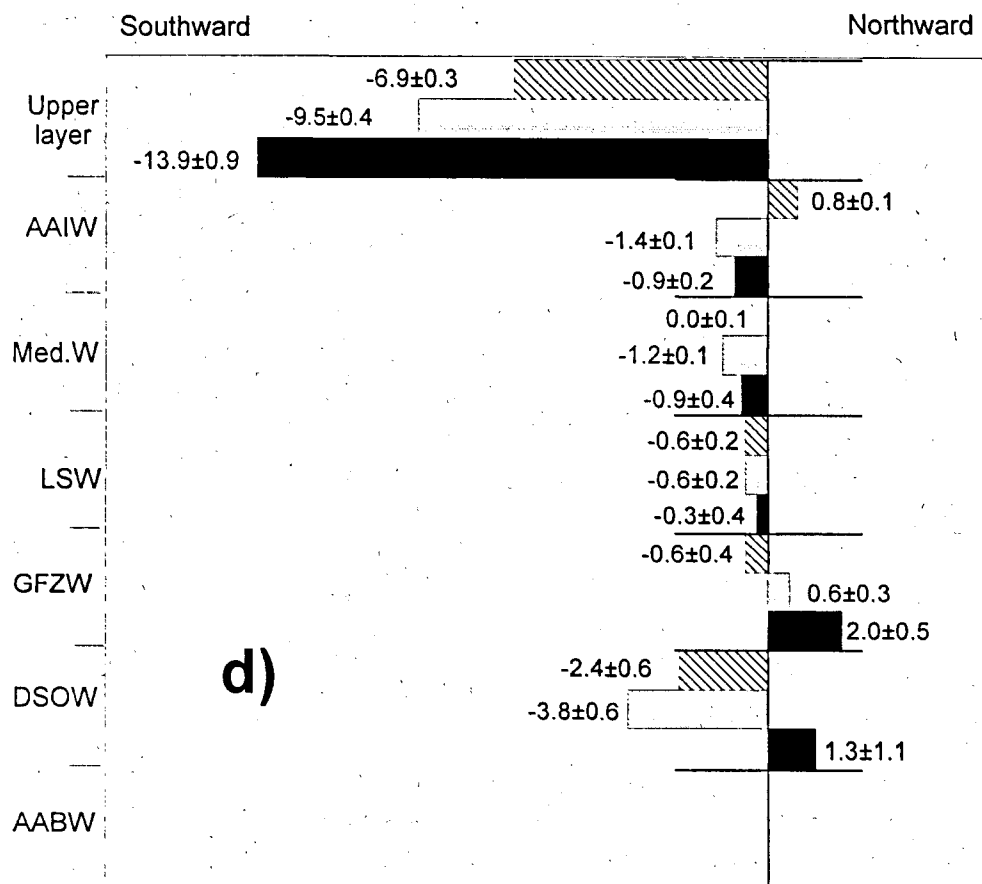 Southward Northward
-6.9±0.3
Upper
layer
-9.5±0.4
-13.9±0.9
0.8±0.1
AAIW
-1.4±0.1
-0.9±0.2
0.0±0.1
Med.W
-1.2±0.1
-0.9±0.4
-0.6±0.2
LSW
-0.6±0.2
-0.3±0.4
-0.6±0.4
GFZW
0.6±0.3
2.0±0.5
d)
-2.4±0.6
DSOW
-3.8±0.6
1.3±1.1
AABW